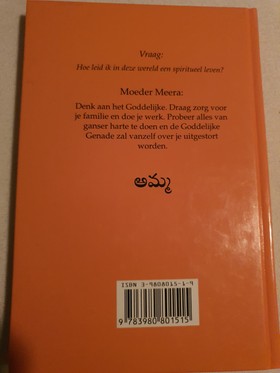 Vraag:
Hoe leid ik in deze wereld een spiritueel leven?
Moeder Meera:
Denk aan het Goddelijke. Draag zorg voor
je familie en doe je werk. Probeer alles van
ganser harte te doen en de Goddelijke
Genade zal vanzelf over je uitgestort
worden.
అమ్మ
ISBN 3-9808015-1-9
9 783980 801515